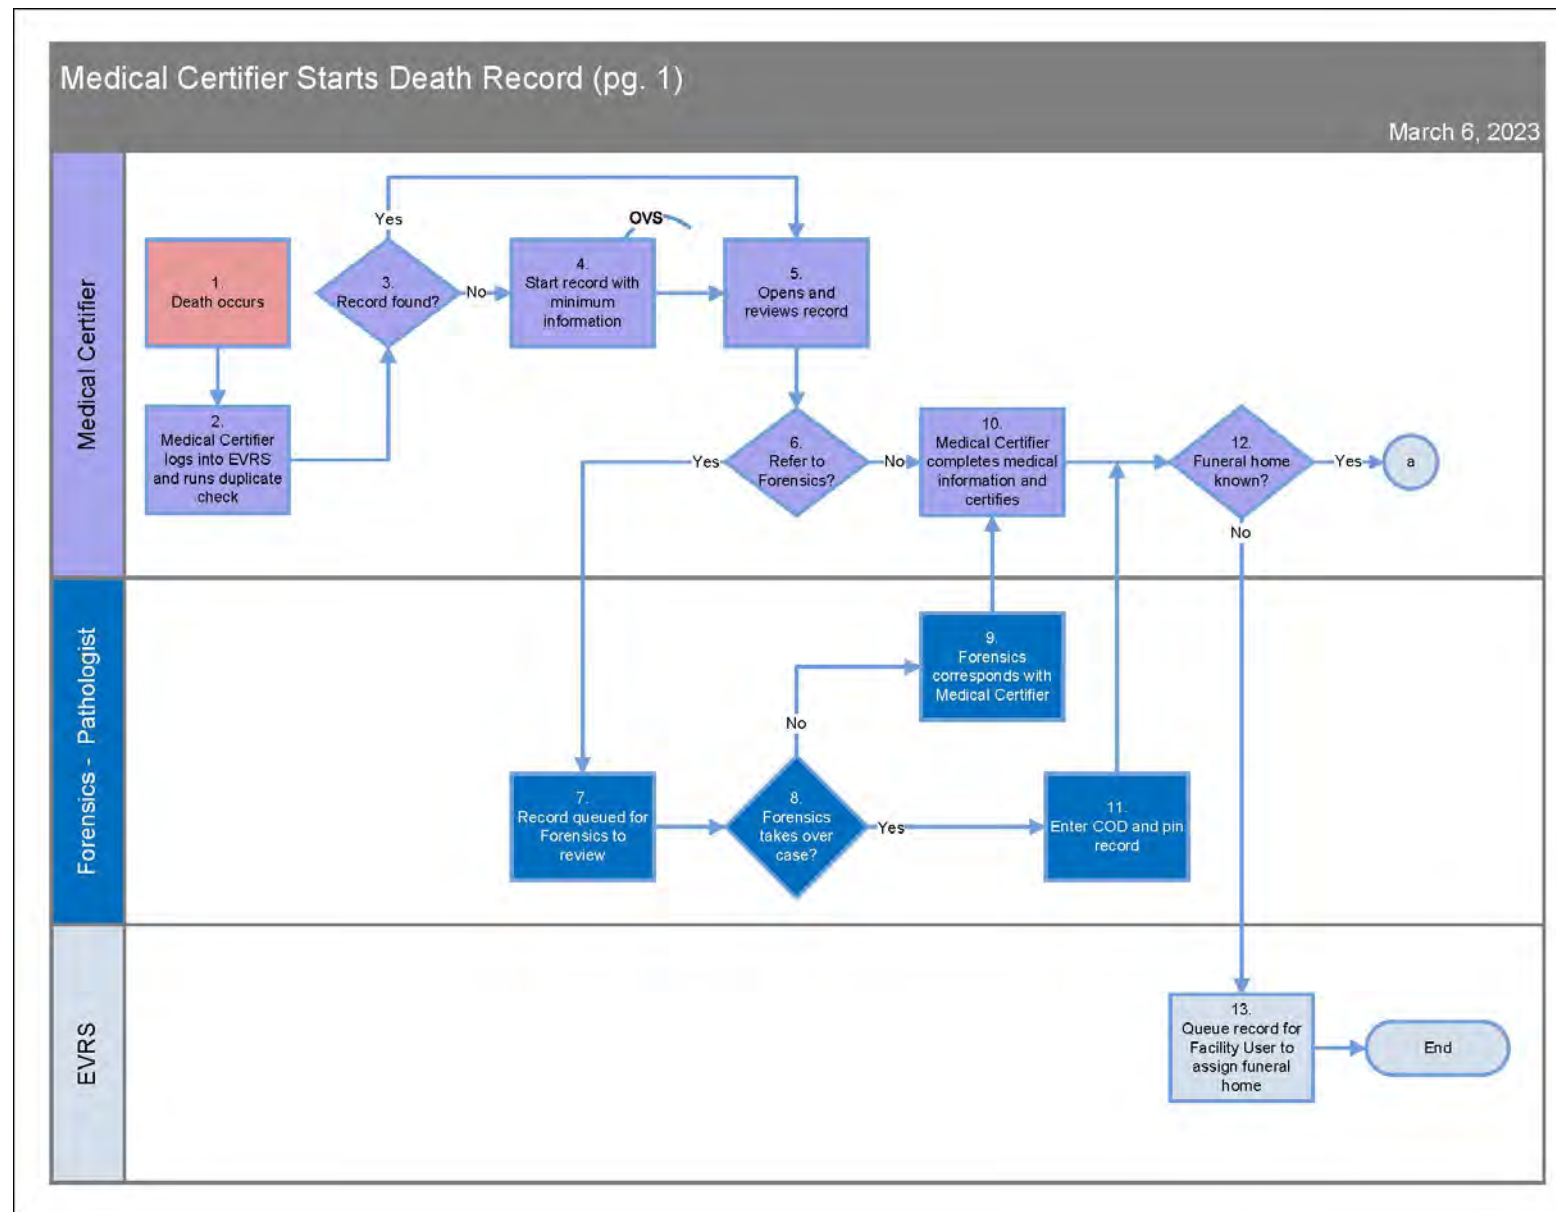 Medical Certifier Starts Death Record (pg. 1)
March 6, 2023
Medical Certifier
1.
Death occurs
2.
Medical Certifier
logs into EVRS
and runs duplicate
check
Yes
3.
Record found?
No
OVS
4.
Start record with
minimum
information
5.
Opens and
reviews record
Yes
6.
Refer to
Forensics?
No
10.
Medical Certifier
completes medical
information and
certifies
12.
Funeral home
known?
Yes
a
No
Forensics - Pathologist
7.
Record queued for
Forensics to
review
8.
Forensics
takes over
case?
No
Yes
9.
Forensics
corresponds with
Medical Certifier
11.
Enter COD and pin
record
EVRS
13.
Queue record for
Facility User to
assign funeral
home
End